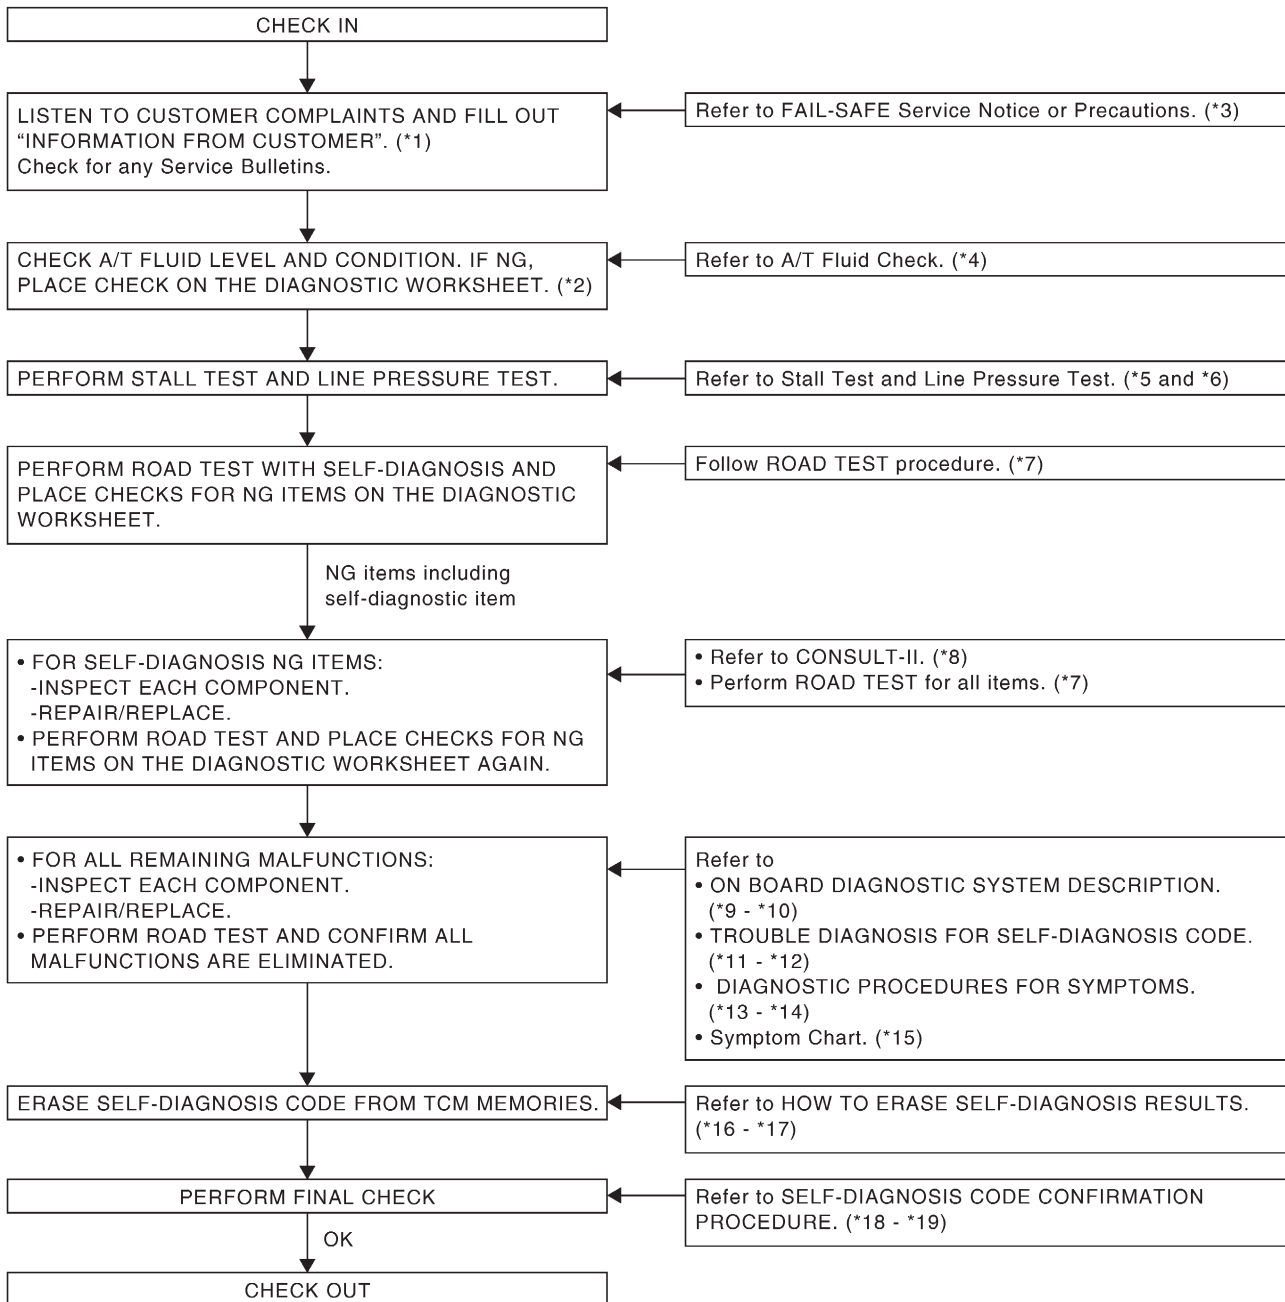 CHECK IN
LISTEN TO CUSTOMER COMPLAINTS AND FILL OUT
“INFORMATION FROM CUSTOMER”. (*1)
Check for any Service Bulletins.
Refer to FAIL-SAFE Service Notice or Precautions. (*3)
CHECK A/T FLUID LEVEL AND CONDITION. IF NG,
PLACE CHECK ON THE DIAGNOSTIC WORKSHEET. (*2)
Refer to A/T Fluid Check. (*4)
PERFORM STALL TEST AND LINE PRESSURE TEST.
Refer to Stall Test and Line Pressure Test. (*5 and *6)
PERFORM ROAD TEST WITH SELF-DIAGNOSIS AND
PLACE CHECKS FOR NG ITEMS ON THE DIAGNOSTIC
WORKSHEET.
Follow ROAD TEST procedure. (*7)
NG items including
self-diagnostic item
• FOR SELF-DIAGNOSIS NG ITEMS:
-INSPECT EACH COMPONENT.
-REPAIR/REPLACE.
• PERFORM ROAD TEST AND PLACE CHECKS FOR NG
ITEMS ON THE DIAGNOSTIC WORKSHEET AGAIN.
• Refer to CONSULT-II. (*8)
• Perform ROAD TEST for all items. (*7)
• FOR ALL REMAINING MALFUNCTIONS:
-INSPECT EACH COMPONENT.
-REPAIR/REPLACE.
• PERFORM ROAD TEST AND CONFIRM ALL
MALFUNCTIONS ARE ELIMINATED.
Refer to
• ON BOARD DIAGNOSTIC SYSTEM DESCRIPTION.
(*9 - *10)
• TROUBLE DIAGNOSIS FOR SELF-DIAGNOSIS CODE.
(*11 - *12)
• DIAGNOSTIC PROCEDURES FOR SYMPTOMS.
(*13 - *14)
• Symptom Chart. (*15)
ERASE SELF-DIAGNOSIS CODE FROM TCM MEMORIES.
Refer to HOW TO ERASE SELF-DIAGNOSIS RESULTS.
(*16 - *17)
PERFORM FINAL CHECK
Refer to SELF-DIAGNOSIS CODE CONFIRMATION
PROCEDURE. (*18 - *19)
OK
CHECK OUT